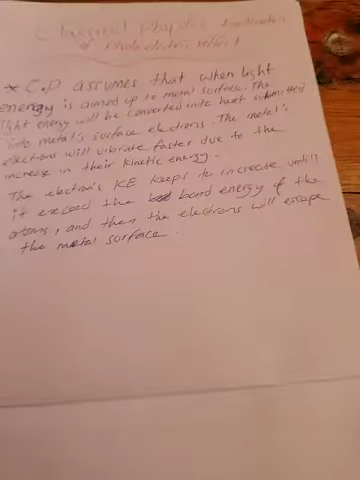 Classical Physics
of Photoelectric effect
* C.P assumes that when light
energy is aimed up to metal surface. The
light energy will be converted into heat submitted
into metal's surface electrons. The metal's
electrons will vibrate faster due to the
increase in their kinetic energy.
The electron's KE keeps to increase until
it exceed the bond energy of the
atoms, and then the electrons will escape
the metal surface.